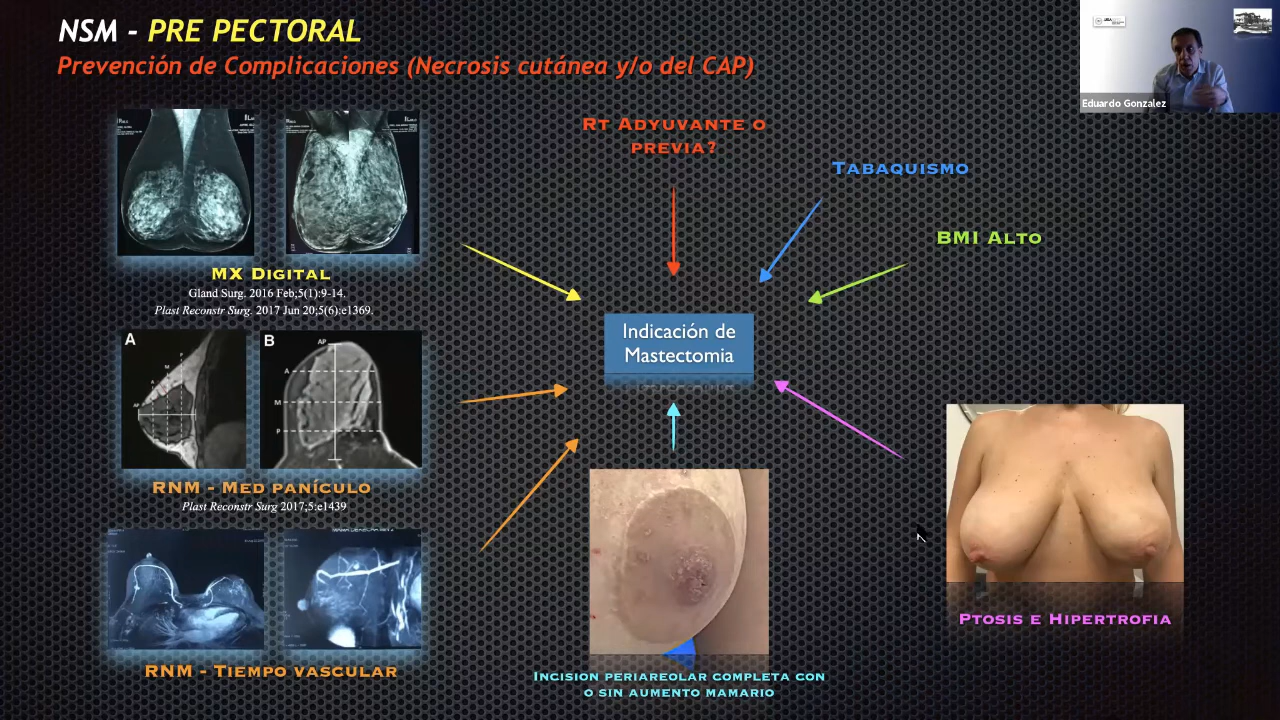 NSM - PRE PECTORAL
Prevención de Complicaciones (Necrosis cutánea y/o del CAP)
Eduardo Gonzalez
RT ADYUVANTE O
PREVIA?
TABAQUISMO
BMI ALTO
MX DIGITAL
Gland Surg. 2016 Feb;5(1):9-14.
Plast Reconstr Surg. 2017 Jun 20;5(6):e1369.
Indicación de
Mastectomia
A
B
AP
A
M
P
AP
A
M
P
RNM - MED PANÍCULO
Plast Reconstr Surg 2017;5:e1439
RNM - TIEMPO VASCULAR
INCISION PERIAREOLAR COMPLETA CON
O SIN AUMENTO MAMARIO
PTOSIS E HIPERTROFIA